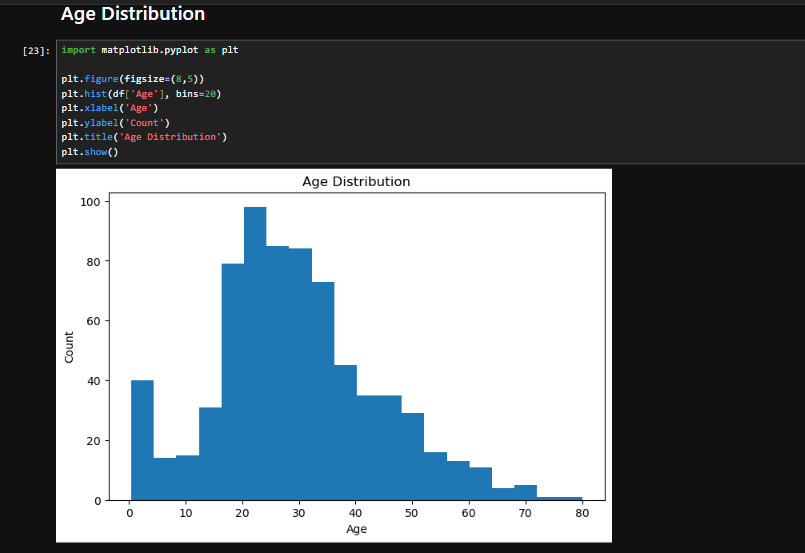 Age Distribution
[23]:
import matplotlib.pyplot as plt
plt.figure(figsize=(8,5))
plt.hist(df['Age'], bins=20)
plt.xlabel('Age')
plt.ylabel('Count')
plt.title('Age Distribution')
plt.show()
Age Distribution
100
80
60
40
20
0
Count
0 10 20 30 40 50 60 70 80
Age